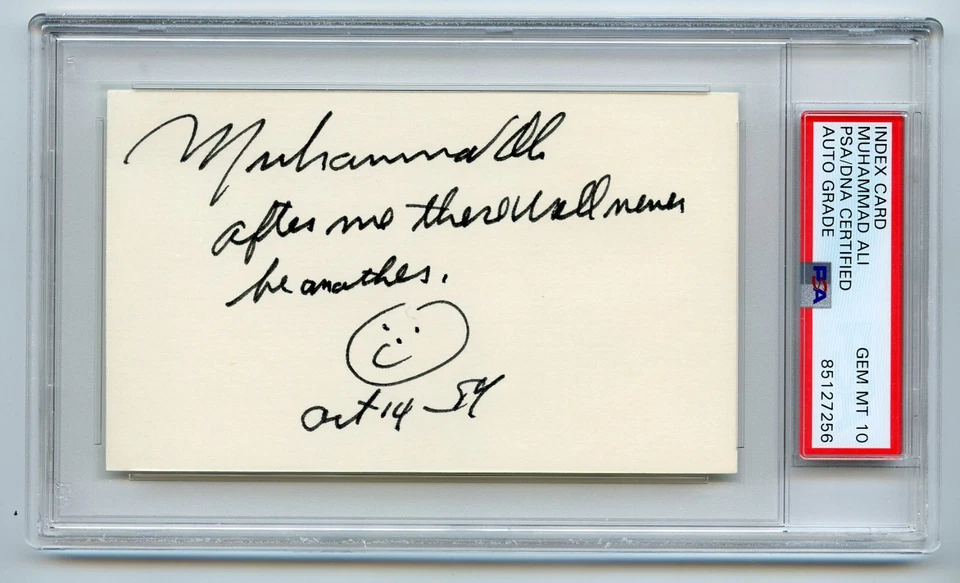 Muhammad Ali
after me there will never
be another.
Oct 14 - 84
INDEX CARD
MUHAMMAD ALI
PSA/DNA CERTIFIED
AUTO GRADE
GEM MT 10
85127256
PSA